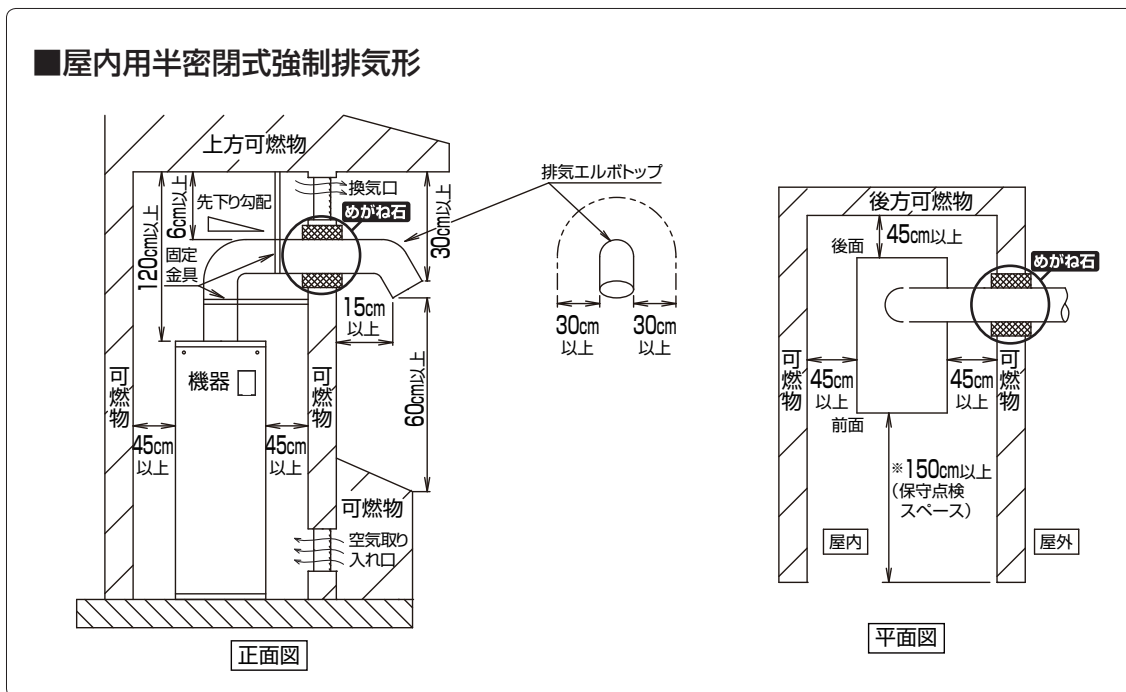 ■屋内用半密閉式強制排気形
上方可燃物
120cm以上
6cm以上
先下り勾配
換気口
めがね石
30cm以上
固定
金具
15cm
以上
機器
可燃物
可燃物
45cm
以上
45cm
以上
60cm以上
可燃物
空気取り
入れ口
正面図
排気エルボトップ
30cm
以上
30cm
以上
後方可燃物
後面
45cm以上
めがね石
可燃物
45cm
以上
45cm
以上
可燃物
前面
※150cm以上
(保守点検
スペース)
屋内
屋外
平面図